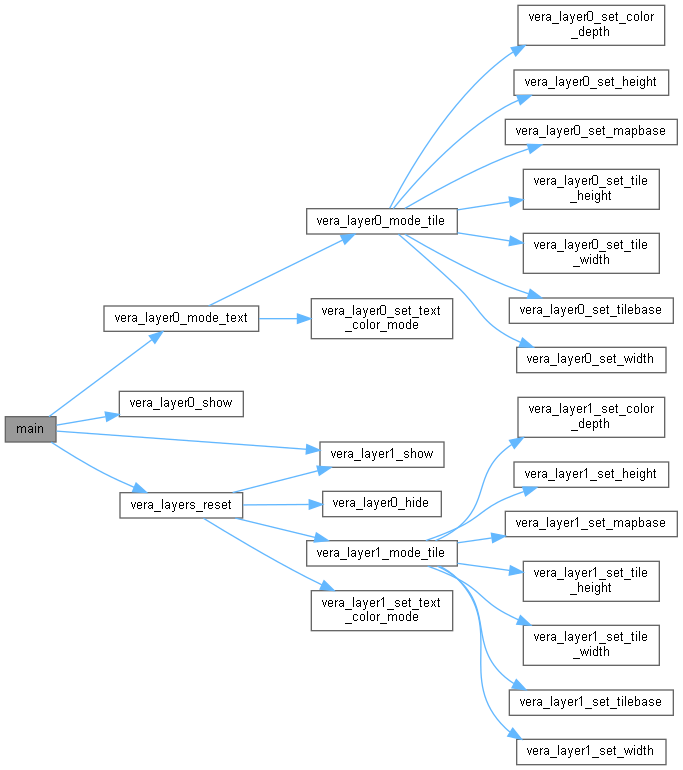 vera_layer0_set_color
_depth
vera_layer0_set_height
vera_layer0_set_mapbase
vera_layer0_set_tile
_height
vera_layer0_mode_tile
vera_layer0_set_tile
_width
vera_layer0_set_tilebase
vera_layer0_mode_text
vera_layer0_set_text
_color_mode
vera_layer0_set_width
vera_layer0_show
main
vera_layer1_set_color
_depth
vera_layer1_show
vera_layer1_set_height
vera_layers_reset
vera_layer0_hide
vera_layer1_set_mapbase
vera_layer1_mode_tile
vera_layer1_set_tile
_height
vera_layer1_set_text
_color_mode
vera_layer1_set_tile
_width
vera_layer1_set_tilebase
vera_layer1_set_width